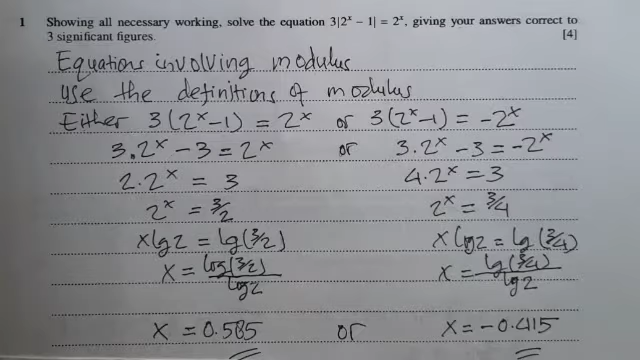 1 Showing all necessary working, solve the equation 3|2ˣ − 1| = 2ˣ, giving your answers correct to
3 significant figures. [4]
Equations involving modulus
Use the definitions of modulus
Either 3(2ˣ−1) = 2ˣ or 3(2ˣ−1) = −2ˣ
3.2ˣ − 3 = 2ˣ or 3.2ˣ − 3 = −2ˣ
2.2ˣ = 3 4.2ˣ = 3
2ˣ = 3/2 2ˣ = 3/4
xlg2 = lg(3/2) xlg2 = lg(3/4)
x = log(3/2)/log2 x = lg(3/4)/lg2
x = 0.585 or x = −0.415